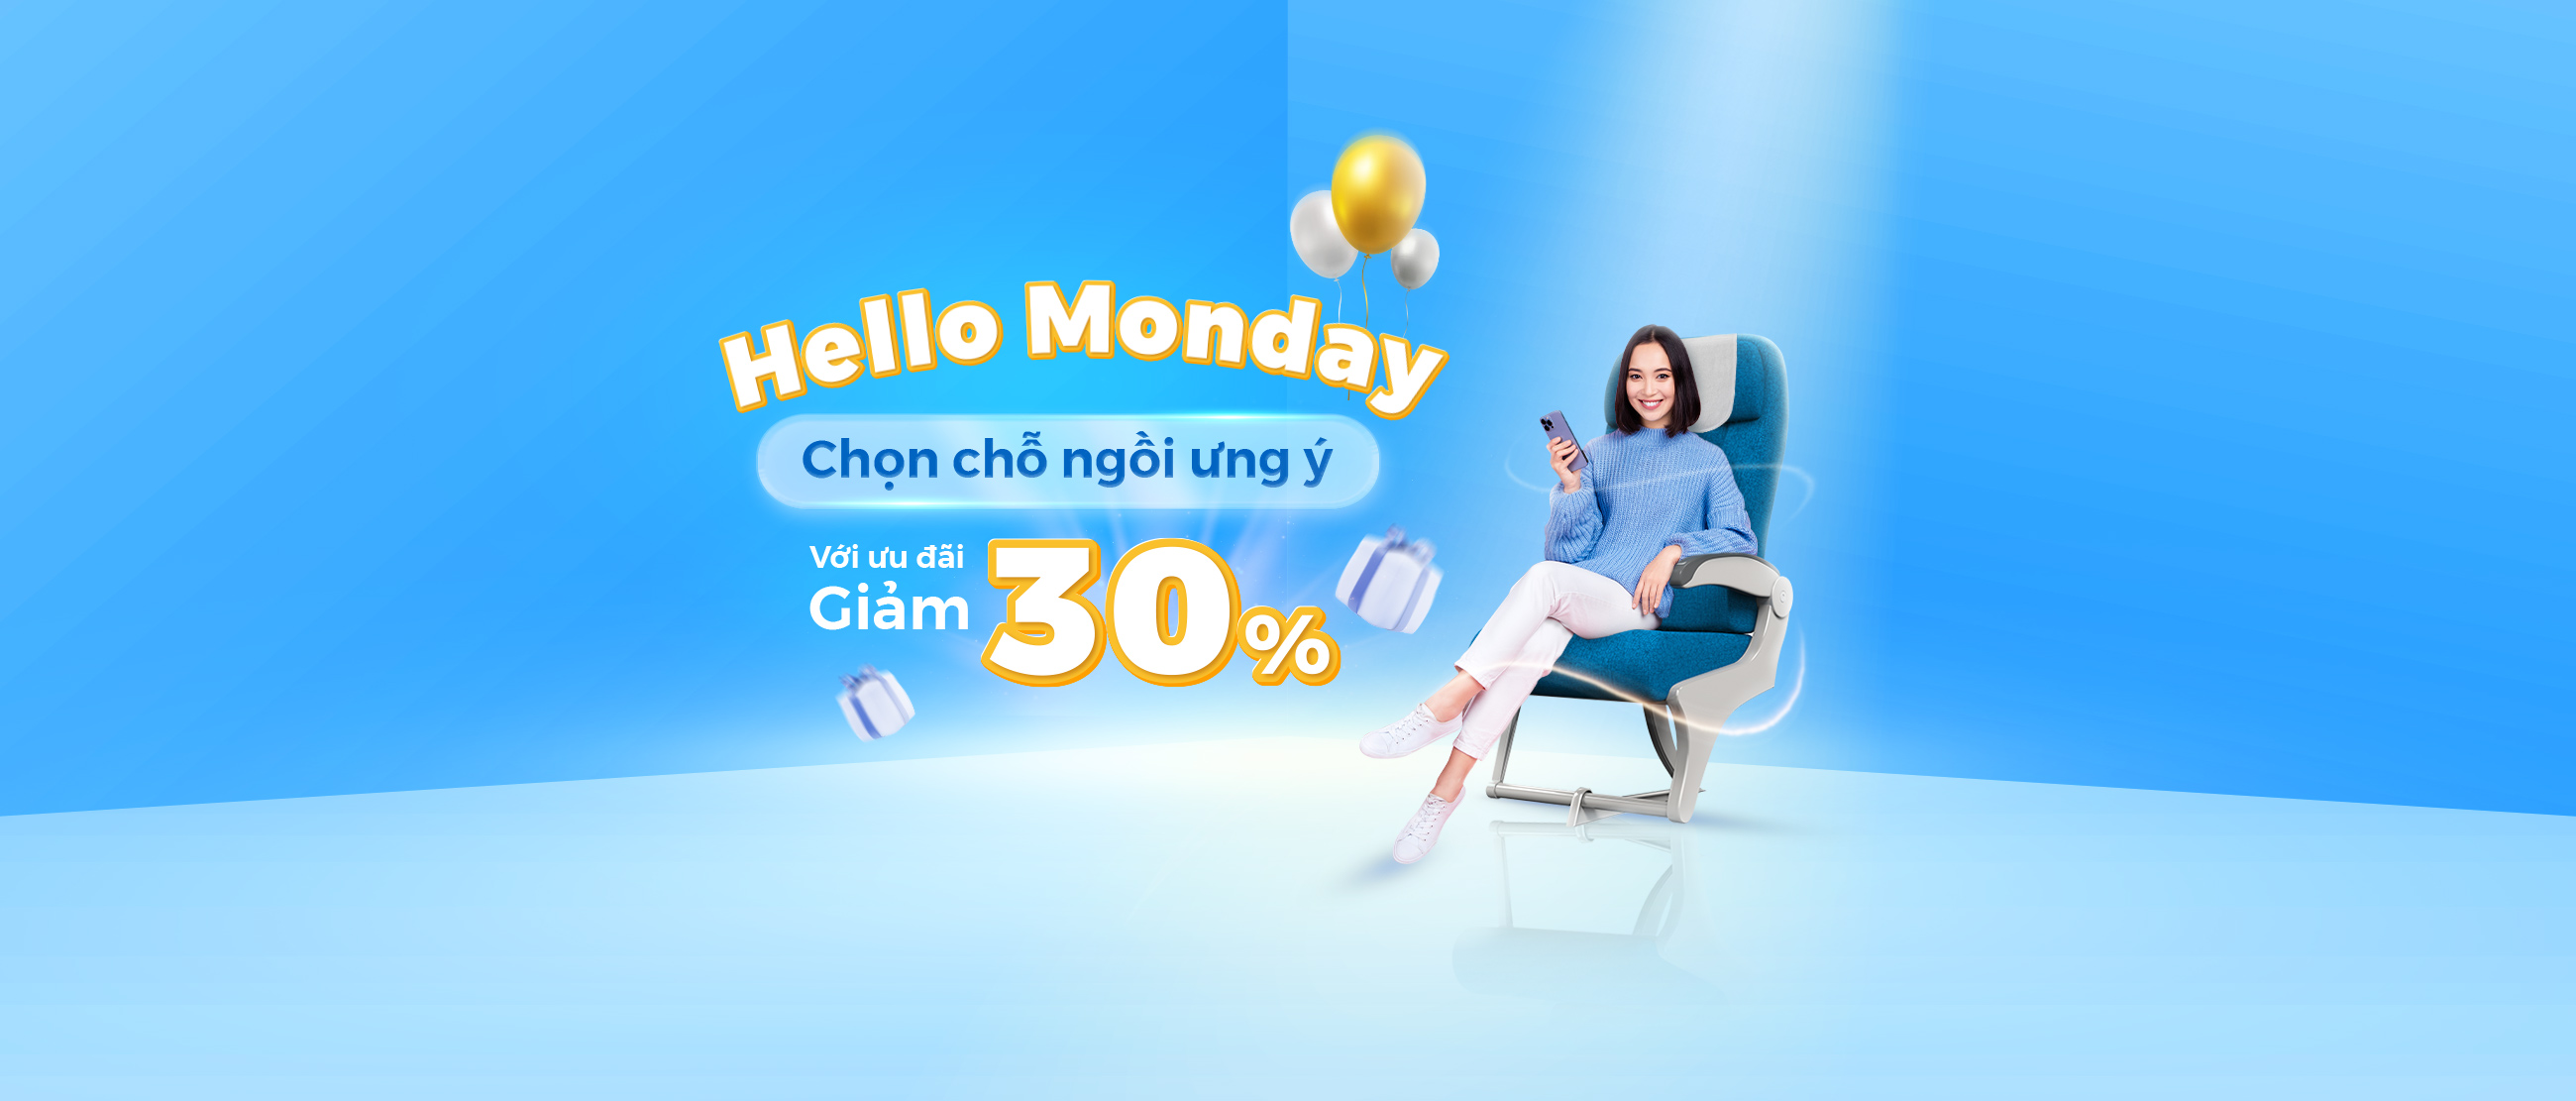 Hello Monday
Chọn chỗ ngồi ưng ý
Với ưu đãi
Giảm 30%